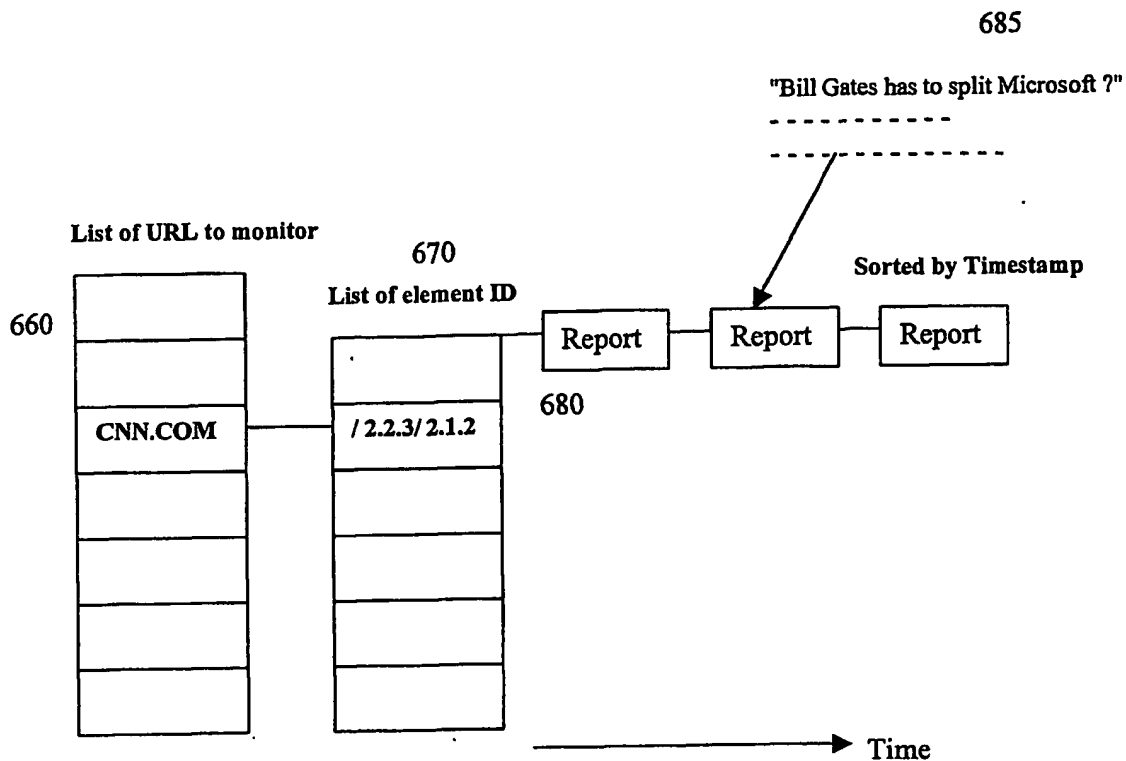 685
"Bill Gates has to split Microsoft ?"
List of URL to monitor
670
Sorted by Timestamp
List of element ID
660
Report
Report
Report
680
CNN.COM
/ 2.2.3/ 2.1.2
Time